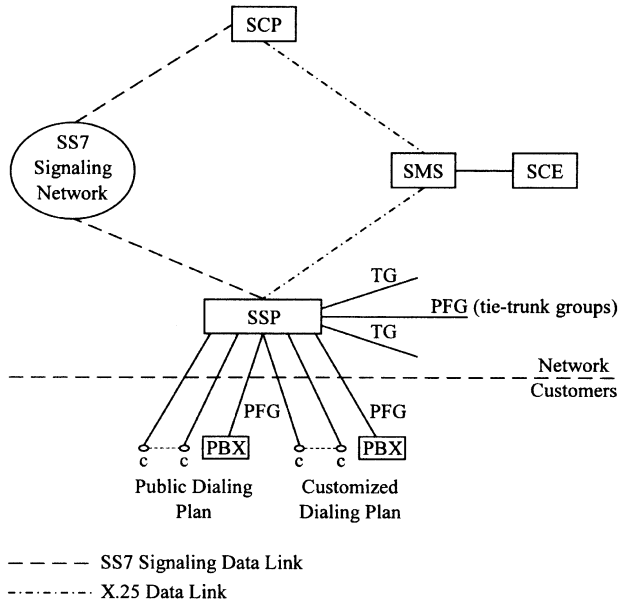 SCP
SS7
Signaling
Network
SMS
SCE
TG
SSP
PFG (tie-trunk groups)
TG
Network
Customers
PFG
PFG
c
c
PBX
c
c
PBX
Public Dialing
Plan
Customized
Dialing Plan
SS7 Signaling Data Link
X.25 Data Link